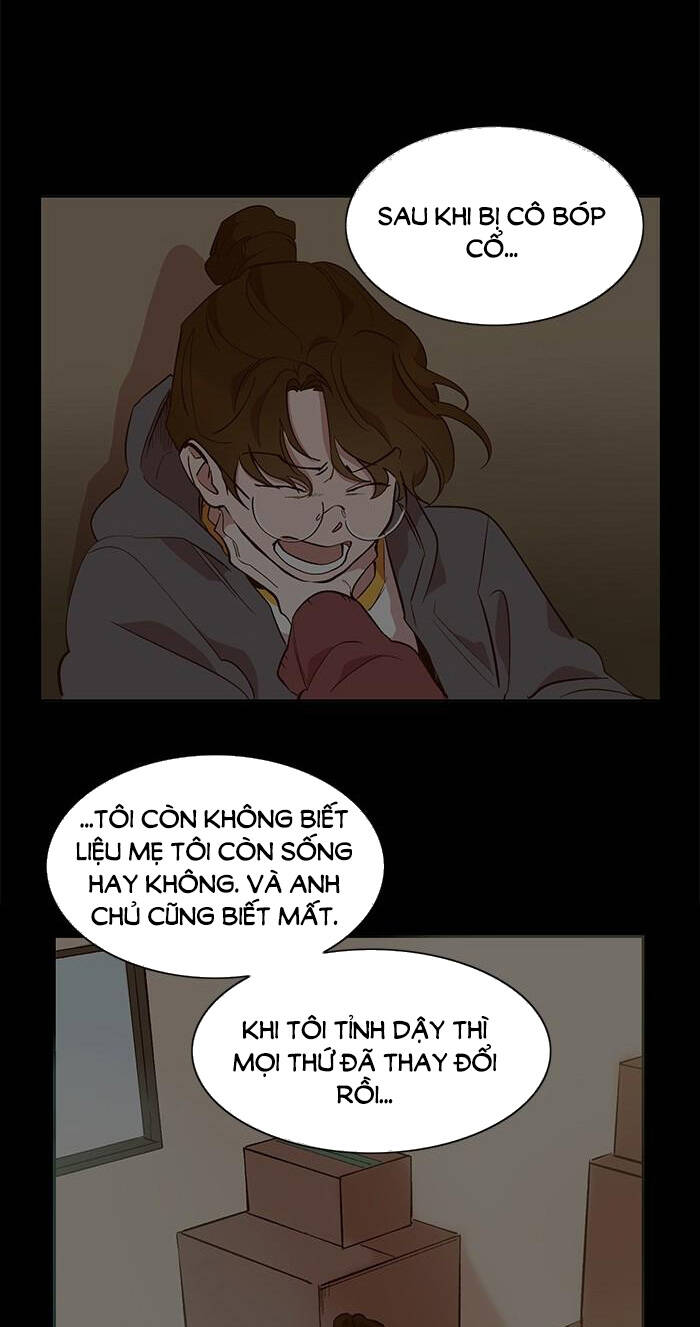 SAU KHI BỊ CÔ BÓP
CỔ...
...TÔI CÒN KHÔNG BIẾT
LIỆU MẸ TÔI CÒN SỐNG
HAY KHÔNG. VÀ ANH
CHỦ CŨNG BIẾT MẤT.
KHI TÔI TỈNH DẬY THÌ
MỌI THỨ ĐÃ THAY ĐỔI
RỒI...